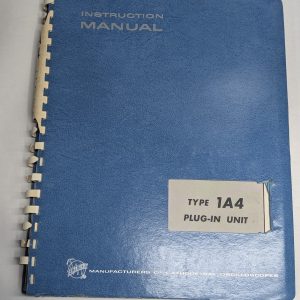 INSTRUCTION
MANUAL
TYPE 1A4
PLUG-IN UNIT
MANUFACTURERS OF CATHODE-RAY OSCILLOSCOPES